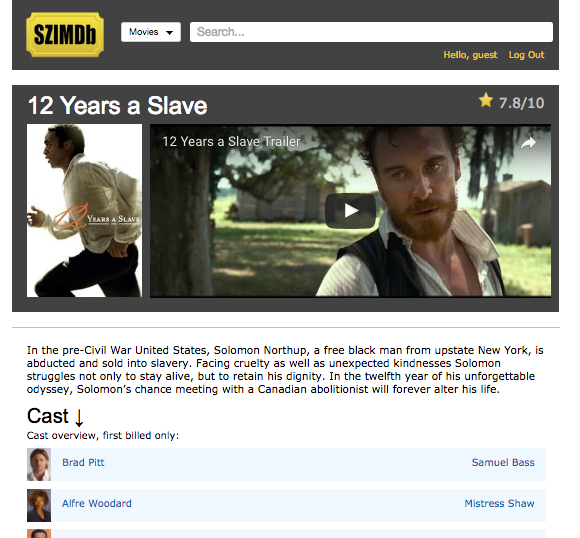 SZIMDb
Movies
Search...
Hello, guest Log Out
12 Years a Slave
7.8/10
12 Years a Slave Trailer
12 YEARS A SLAVE
In the pre-Civil War United States, Solomon Northup, a free black man from upstate New York, is
abducted and sold into slavery. Facing cruelty as well as unexpected kindnesses Solomon
struggles not only to stay alive, but to retain his dignity. In the twelfth year of his unforgettable
odyssey, Solomon's chance meeting with a Canadian abolitionist will forever alter his life.
Cast ↓
Cast overview, first billed only:
Brad Pitt Samuel Bass
Alfre Woodard Mistress Shaw